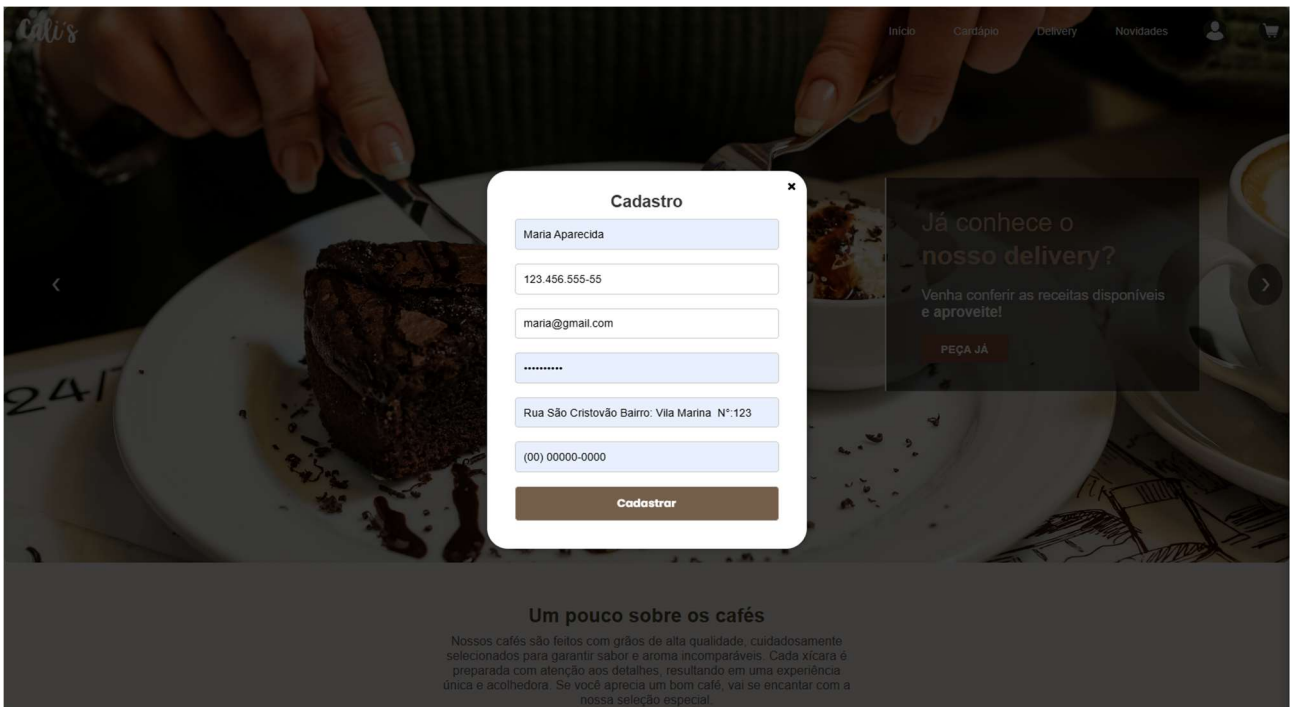 Cali's
Início Cardápio Delivery Novidades
Cadastro
Maria Aparecida
123.456.555-55
maria@gmail.com
••••••••••
Rua São Cristovão Bairro: Vila Marina N°:123
(00) 00000-0000
Cadastrar
Já conhece o
nosso delivery?
Venha conferir as receitas disponíveis
e aproveite!
PEÇA JÁ
24/7
Um pouco sobre os cafés
Nossos cafés são feitos com grãos de alta qualidade, cuidadosamente
selecionados para garantir sabor e aroma incomparáveis. Cada xícara é
preparada com atenção aos detalhes, resultando em uma experiência
única e acolhedora. Se você aprecia um bom café, vai se encantar com a
nossa seleção especial.